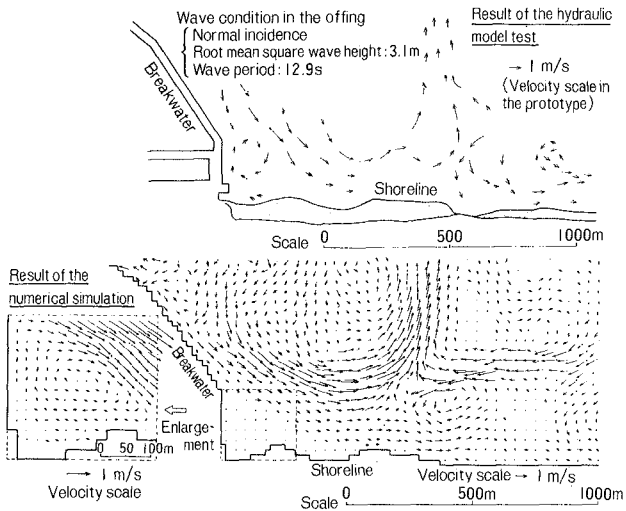 Wave condition in the offing
Normal incidence
Root mean square wave height : 3.1m
Wave period : 12.9s
Result of the hydraulic
model test
→ 1 m/s
(Velocity scale in
the prototype)
Breakwater
Shoreline
Scale 0 500 1000m
Result of the
numerical simulation
Breakwater
Enlarge-
ment
0 50 100m
→ 1 m/s
Velocity scale
Shoreline
Velocity scale → 1 m/s
Scale 0 500m 1000m